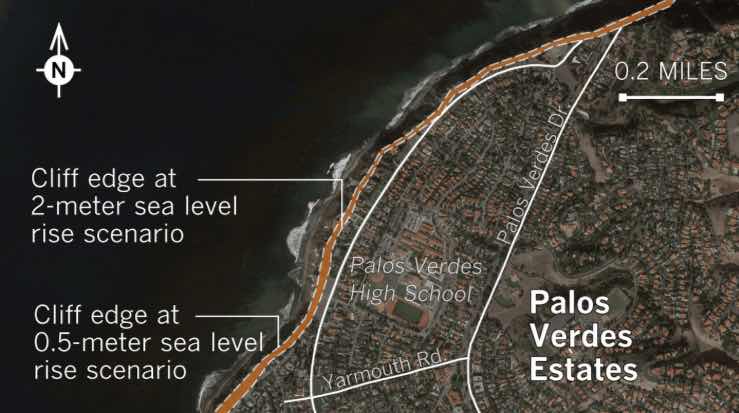 N
0.2 MILES
Cliff edge at
2-meter sea level
rise scenario
Palos Verdes Dr.
Palos Verdes
High School
Cliff edge at
0.5-meter sea level
rise scenario
Palos
Verdes
Estates
Yarmouth Rd.